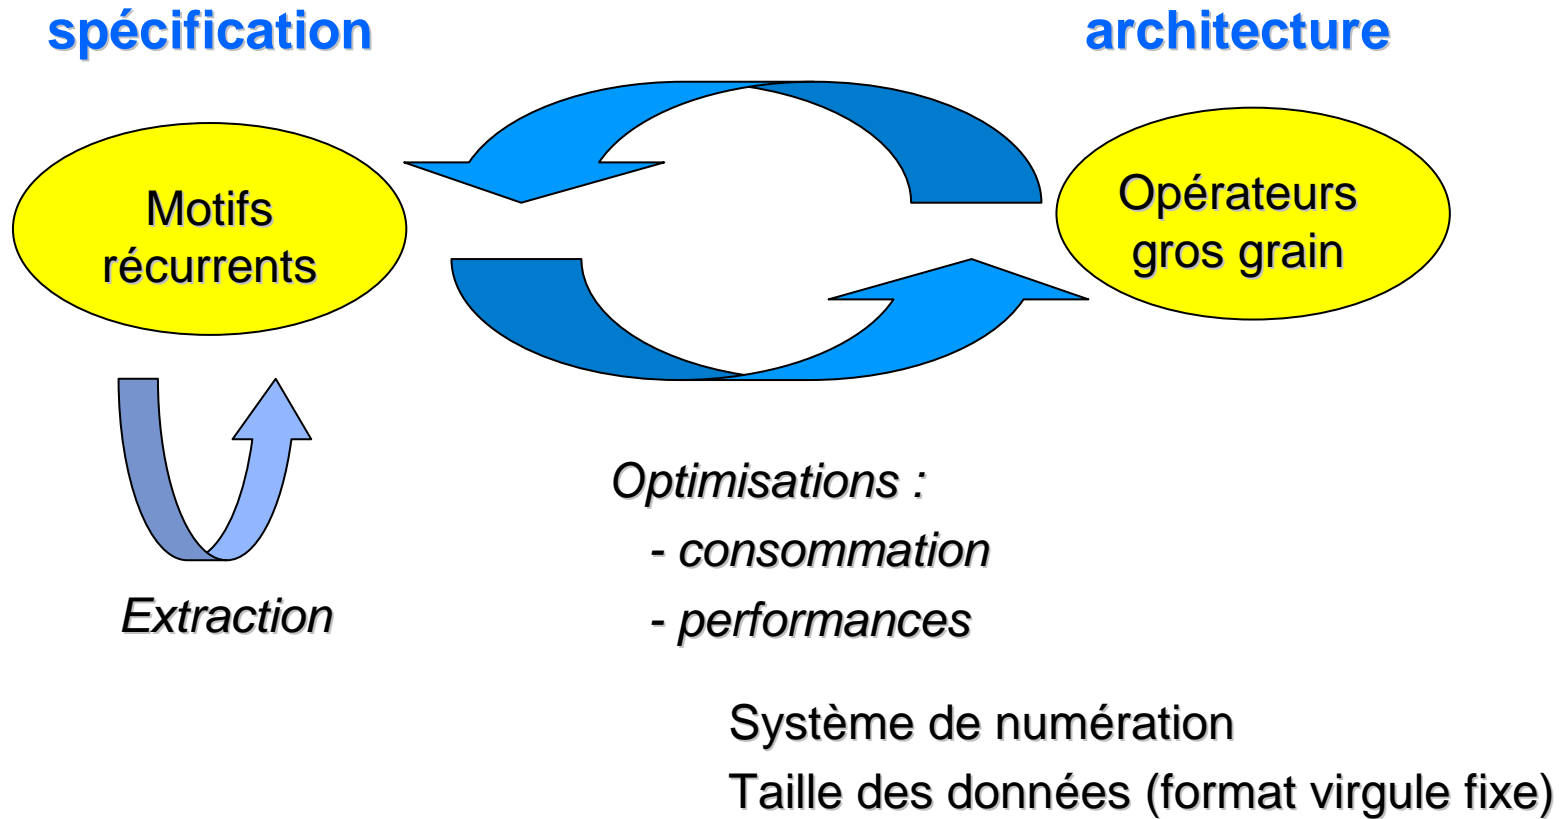 spécification
architecture
Motifs
récurrents
Opérateurs
gros grain
Optimisations :
- consommation
- performances
Extraction
Système de numération
Taille des données (format virgule fixe)